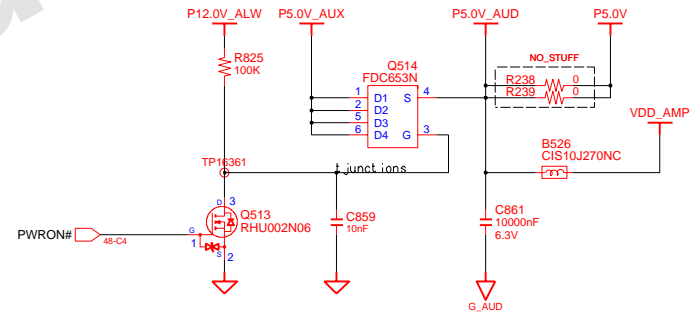 P12.0V_ALW P5.0V_AUX P5.0V_AUD P5.0V
R825
100K
Q514
FDC653N
NO_STUFF
R238 0
R239 0
1 D1 S 4
2 D2
5 D3
6 D4 G 3
VDD_AMP
B526
CIS10J270NC
TP16361
t junctions
D 3
Q513
RHU002N06
G
1
S 2
PWRON# 48-C4
C859
10nF
C861
10000nF
6.3V
G_AUD